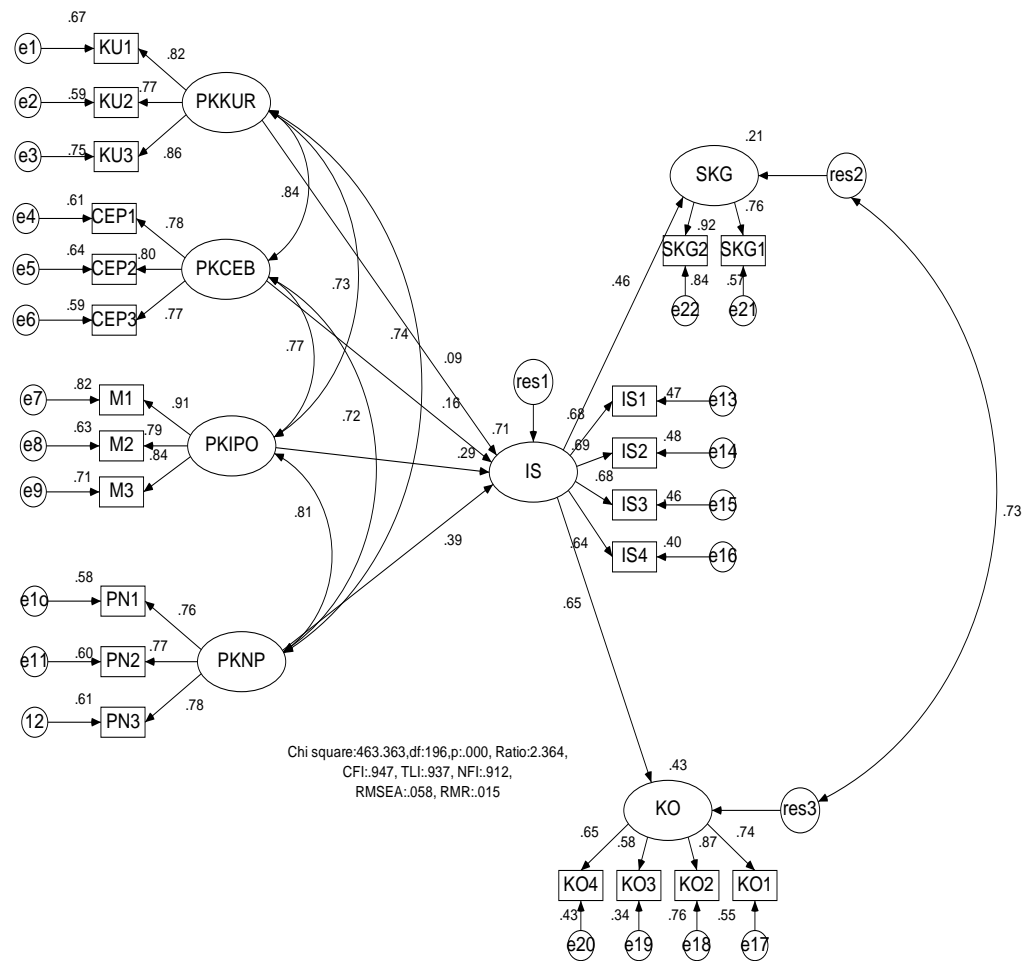 .67
e1 KU1 .82
e2 .59 KU2 .77 PKKUR
e3 .75 KU3 .86
.84
e4 .61 CEP1 .78
e5 .64 CEP2 .80 PKCEB
e6 .59 CEP3 .77
.73
.74
.77
.72
.09
.16
e7 .82 M1 .91
e8 .63 M2 .79 PKIPO
e9 .71 M3 .84
.29
.81
.39
e1o .58 PN1 .76
e11 .60 PN2 .77 PKNP
12 .61 PN3 .78
res1
.71
IS
.68 IS1 .47 e13
.69 IS2 .48 e14
.68 IS3 .46 e15
.64 IS4 .40 e16
.46
.65
.21
SKG res2
.92 .76
SKG2 SKG1
.84 .57
e22 e21
.73
.43
KO res3
.65 .58 .87 .74
KO4 KO3 KO2 KO1
.43 .34 .76 .55
e20 e19 e18 e17
Chi square:463.363,df:196,p:.000, Ratio:2.364,
CFI:.947, TLI:.937, NFI:.912,
RMSEA:.058, RMR:.015